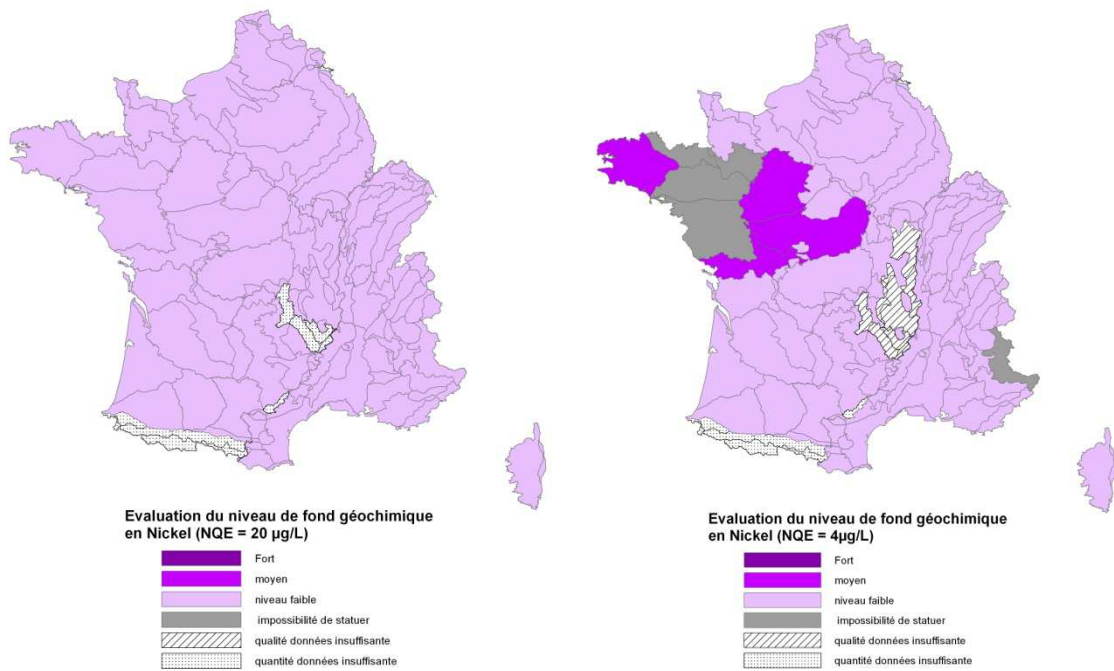 Evaluation du niveau de fond géochimique
en Nickel (NQE = 20 µg/L)
Fort
moyen
niveau faible
impossibilité de statuer
qualité données insuffisante
quantité données insuffisante
Evaluation du niveau de fond géochimique
en Nickel (NQE = 4µg/L)
Fort
moyen
niveau faible
impossibilité de statuer
qualité données insuffisante
quantité données insuffisante